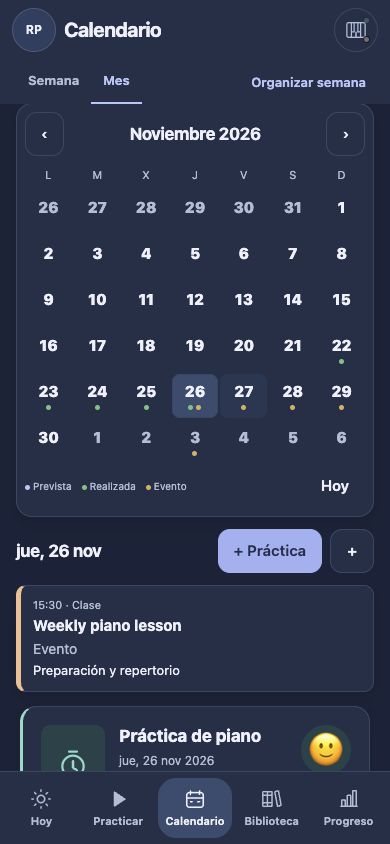 RP Calendario
Semana Mes Organizar semana
‹ Noviembre 2026 ›
L M X J V S D
26 27 28 29 30 31 1
2 3 4 5 6 7 8
9 10 11 12 13 14 15
16 17 18 19 20 21 22
23 24 25 26 27 28 29
30 1 2 3 4 5 6
Prevista Realizada Evento Hoy
jue, 26 nov + Práctica +
15:30 · Clase
Weekly piano lesson
Evento
Preparación y repertorio
Práctica de piano
jue, 26 nov 2026
Hoy Practicar Calendario Biblioteca Progreso